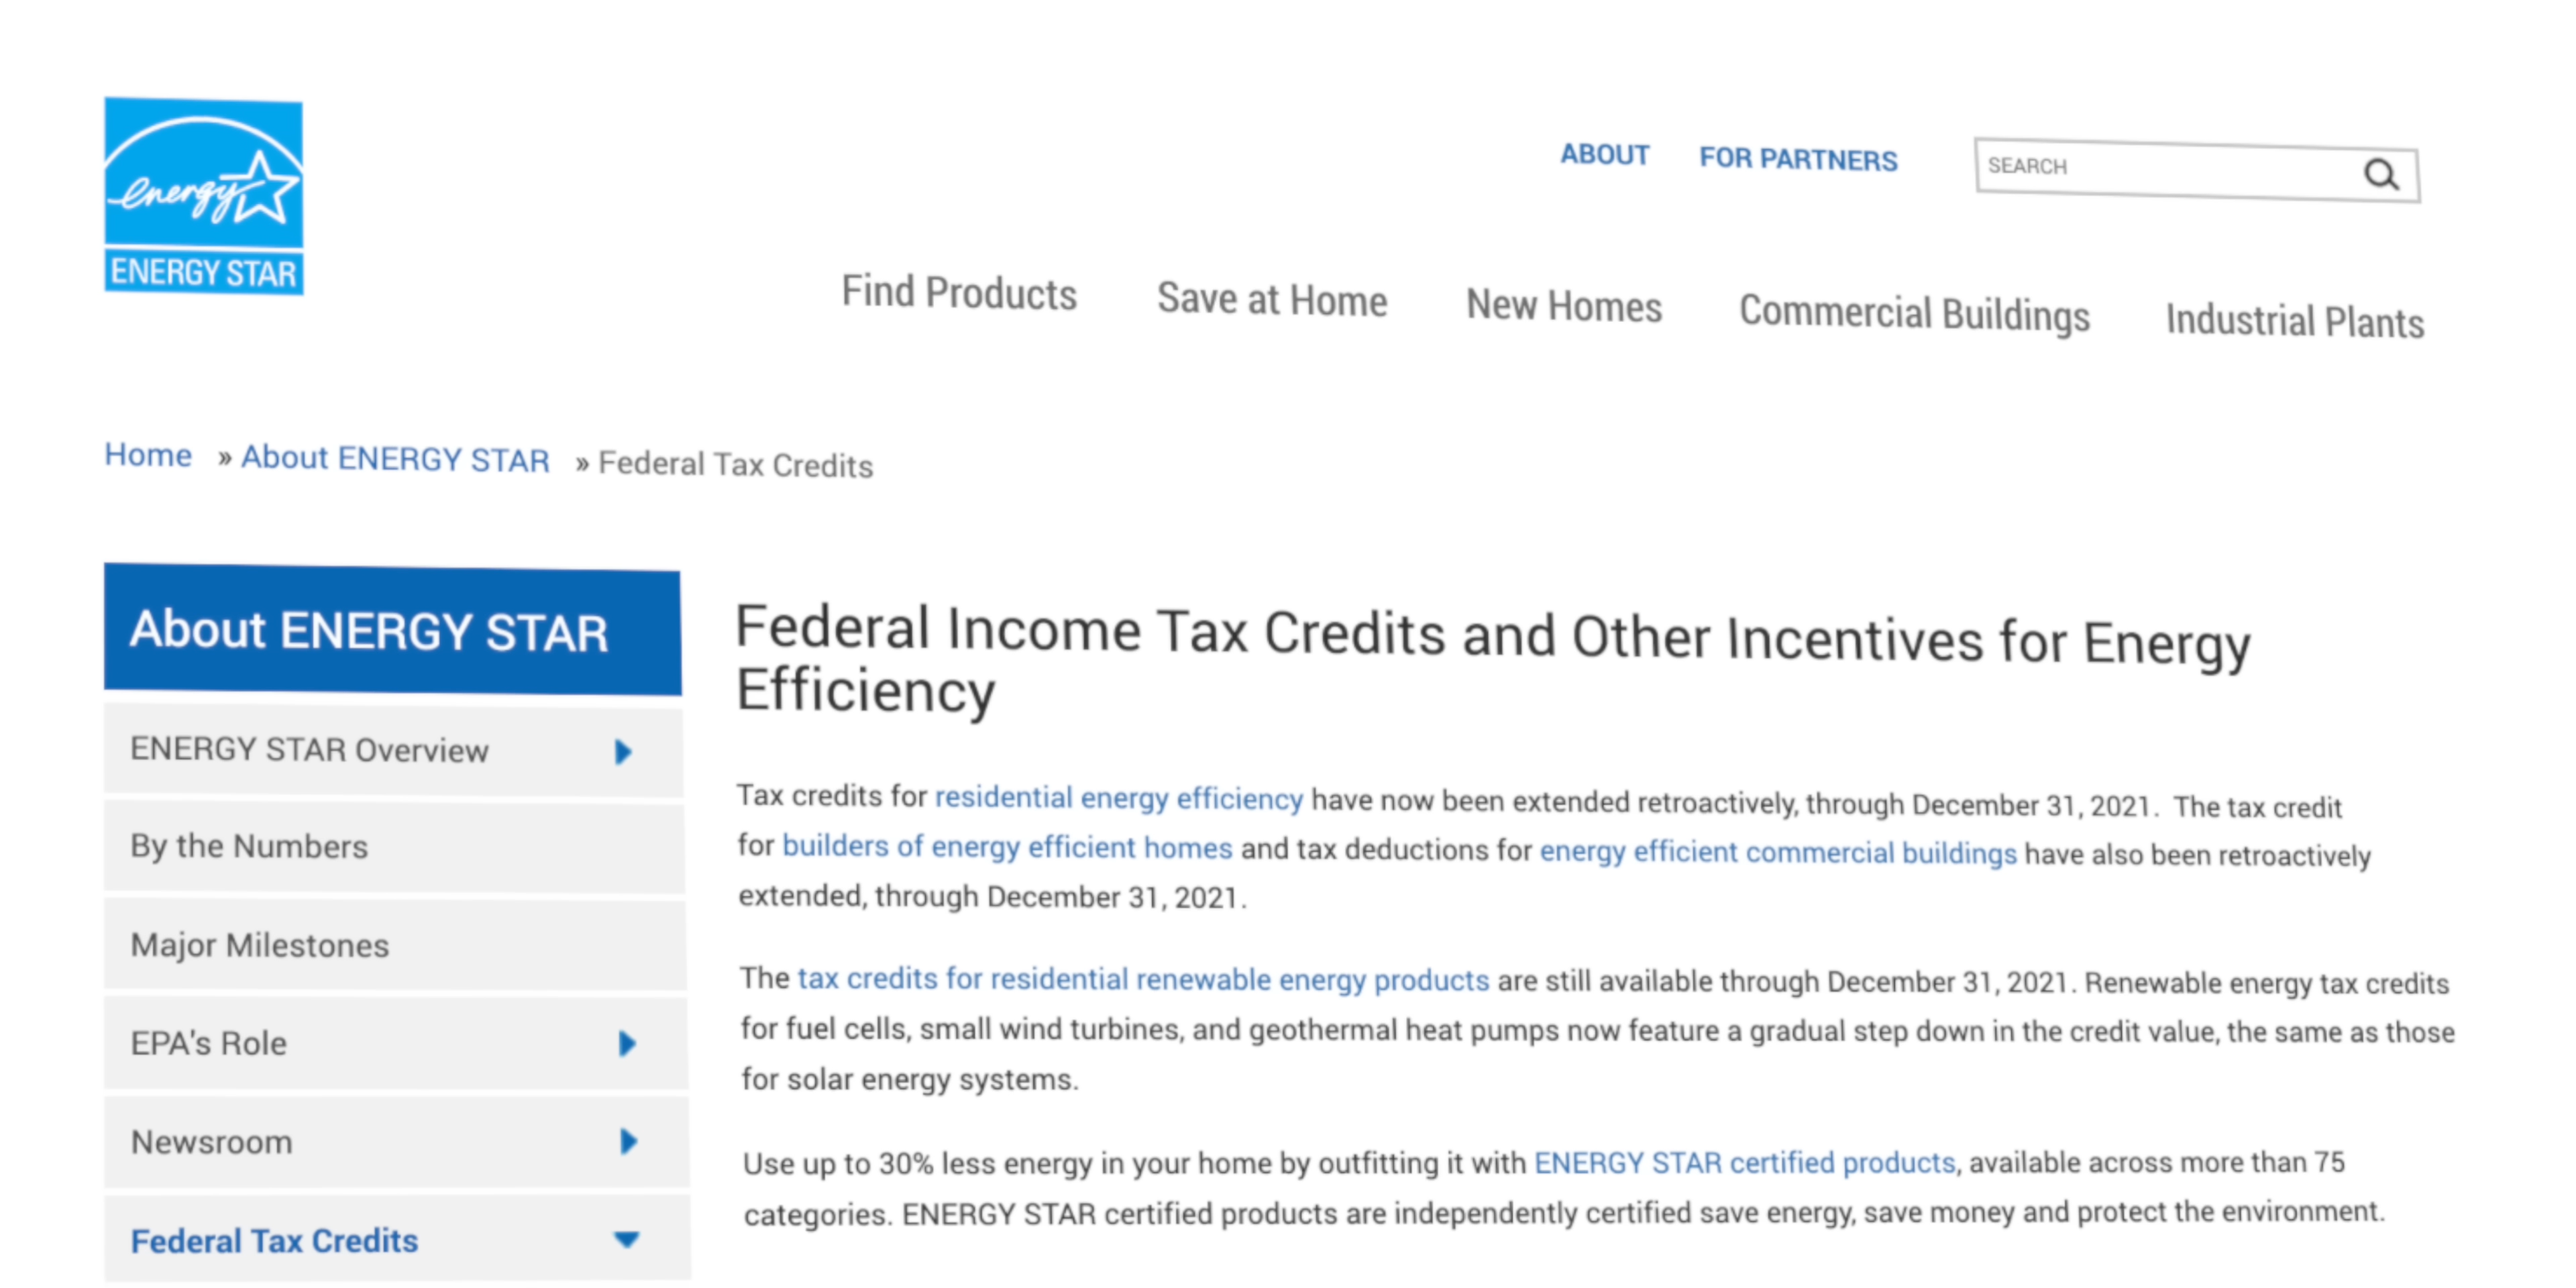 energy
ENERGY STAR
ABOUT FOR PARTNERS SEARCH
Find Products Save at Home New Homes Commercial Buildings Industrial Plants
Home » About ENERGY STAR » Federal Tax Credits
About ENERGY STAR
ENERGY STAR Overview
By the Numbers
Major Milestones
EPA's Role
Newsroom
Federal Tax Credits
Federal Income Tax Credits and Other Incentives for Energy
Efficiency
Tax credits for residential energy efficiency have now been extended retroactively, through December 31, 2021. The tax credit
for builders of energy efficient homes and tax deductions for energy efficient commercial buildings have also been retroactively
extended, through December 31, 2021.
The tax credits for residential renewable energy products are still available through December 31, 2021. Renewable energy tax credits
for fuel cells, small wind turbines, and geothermal heat pumps now feature a gradual step down in the credit value, the same as those
for solar energy systems.
Use up to 30% less energy in your home by outfitting it with ENERGY STAR certified products, available across more than 75
categories. ENERGY STAR certified products are independently certified save energy, save money and protect the environment.